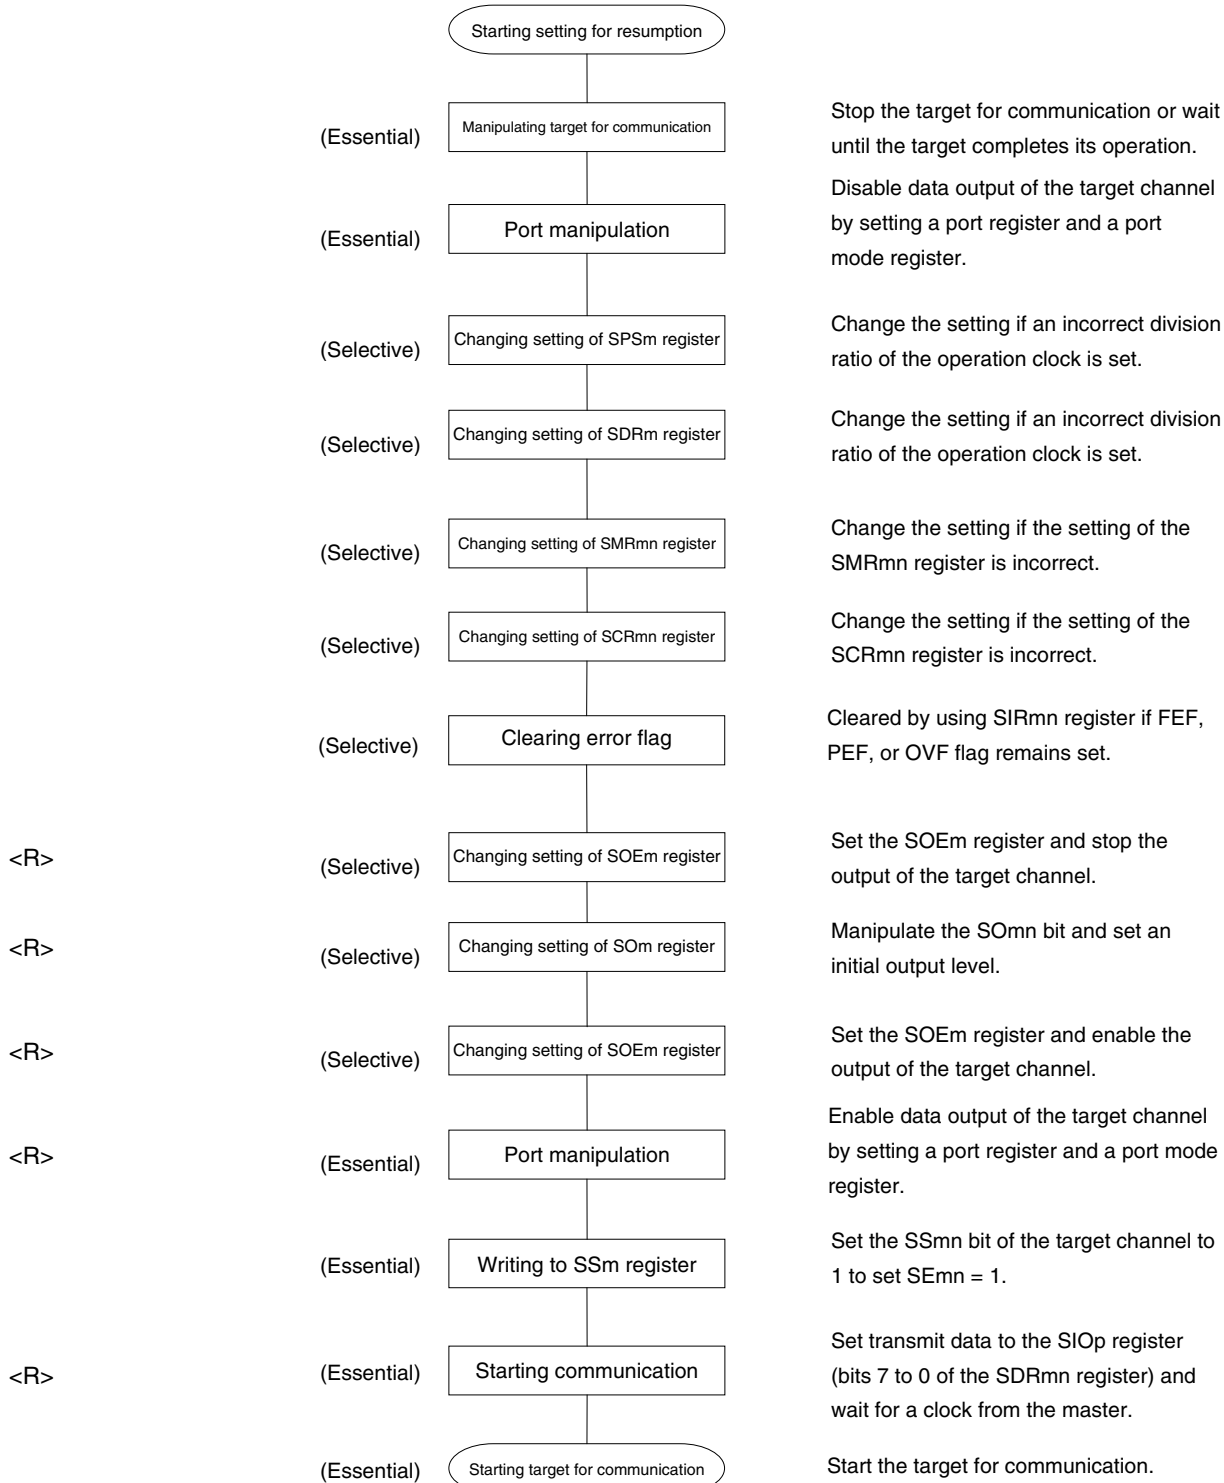 Starting setting for resumption
(Essential)
Manipulating target for communication
Stop the target for communication or wait
until the target completes its operation.
(Essential)
Port manipulation
Disable data output of the target channel
by setting a port register and a port
mode register.
(Selective)
Changing setting of SPSm register
Change the setting if an incorrect division
ratio of the operation clock is set.
(Selective)
Changing setting of SDRm register
Change the setting if an incorrect division
ratio of the operation clock is set.
(Selective)
Changing setting of SMRmn register
Change the setting if the setting of the
SMRmn register is incorrect.
(Selective)
Changing setting of SCRmn register
Change the setting if the setting of the
SCRmn register is incorrect.
(Selective)
Clearing error flag
Cleared by using SIRmn register if FEF,
PEF, or OVF flag remains set.
<R>
(Selective)
Changing setting of SOEm register
Set the SOEm register and stop the
output of the target channel.
<R>
(Selective)
Changing setting of SOm register
Manipulate the SOmn bit and set an
initial output level.
<R>
(Selective)
Changing setting of SOEm register
Set the SOEm register and enable the
output of the target channel.
<R>
(Essential)
Port manipulation
Enable data output of the target channel
by setting a port register and a port mode
register.
(Essential)
Writing to SSm register
Set the SSmn bit of the target channel to
1 to set SEmn = 1.
<R>
(Essential)
Starting communication
Set transmit data to the SIOp register
(bits 7 to 0 of the SDRmn register) and
wait for a clock from the master.
(Essential)
Starting target for communication
Start the target for communication.